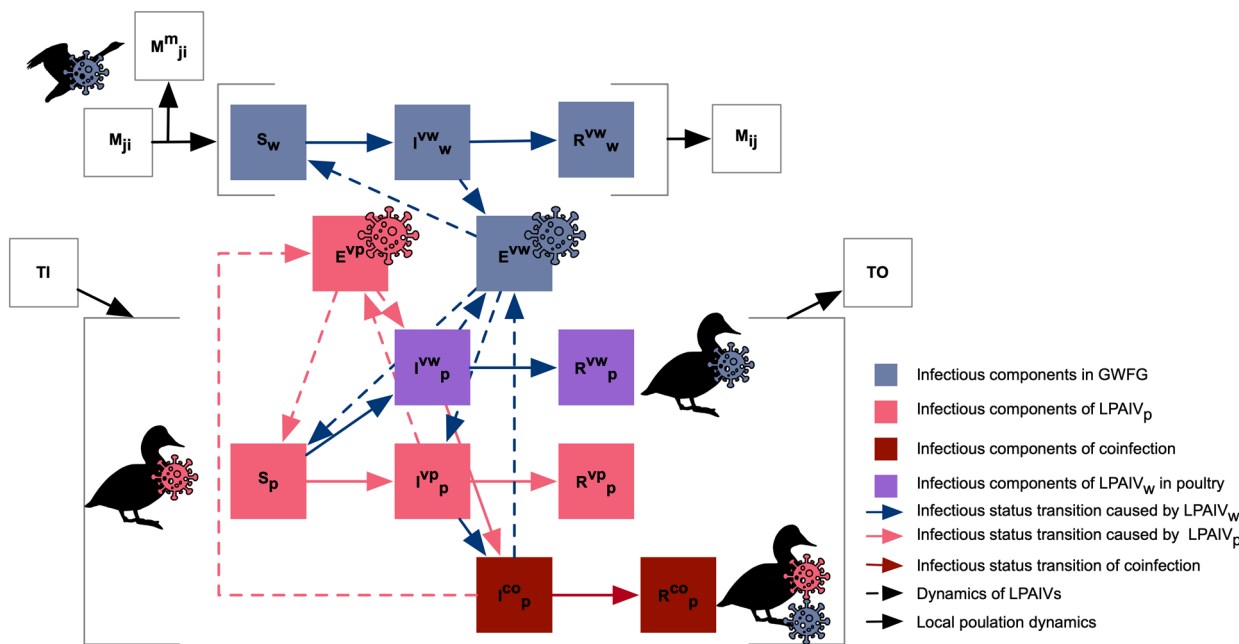 M^m_ji
M_ji
S_w
I^vw_w
R^vw_w
M_ij
E^vp
E^vw
TI
TO
I^vw_p
R^vw_p
S_p
I^vp_p
R^vp_p
I^co_p
R^co_p
Infectious components in GWFG
Infectious components of LPAIV_p
Infectious components of coinfection
Infectious components of LPAIV_w in poultry
Infectious status transition caused by LPAIV_w
Infectious status transition caused by LPAIV_p
Infectious status transition of coinfection
Dynamics of LPAIVs
Local poulation dynamics